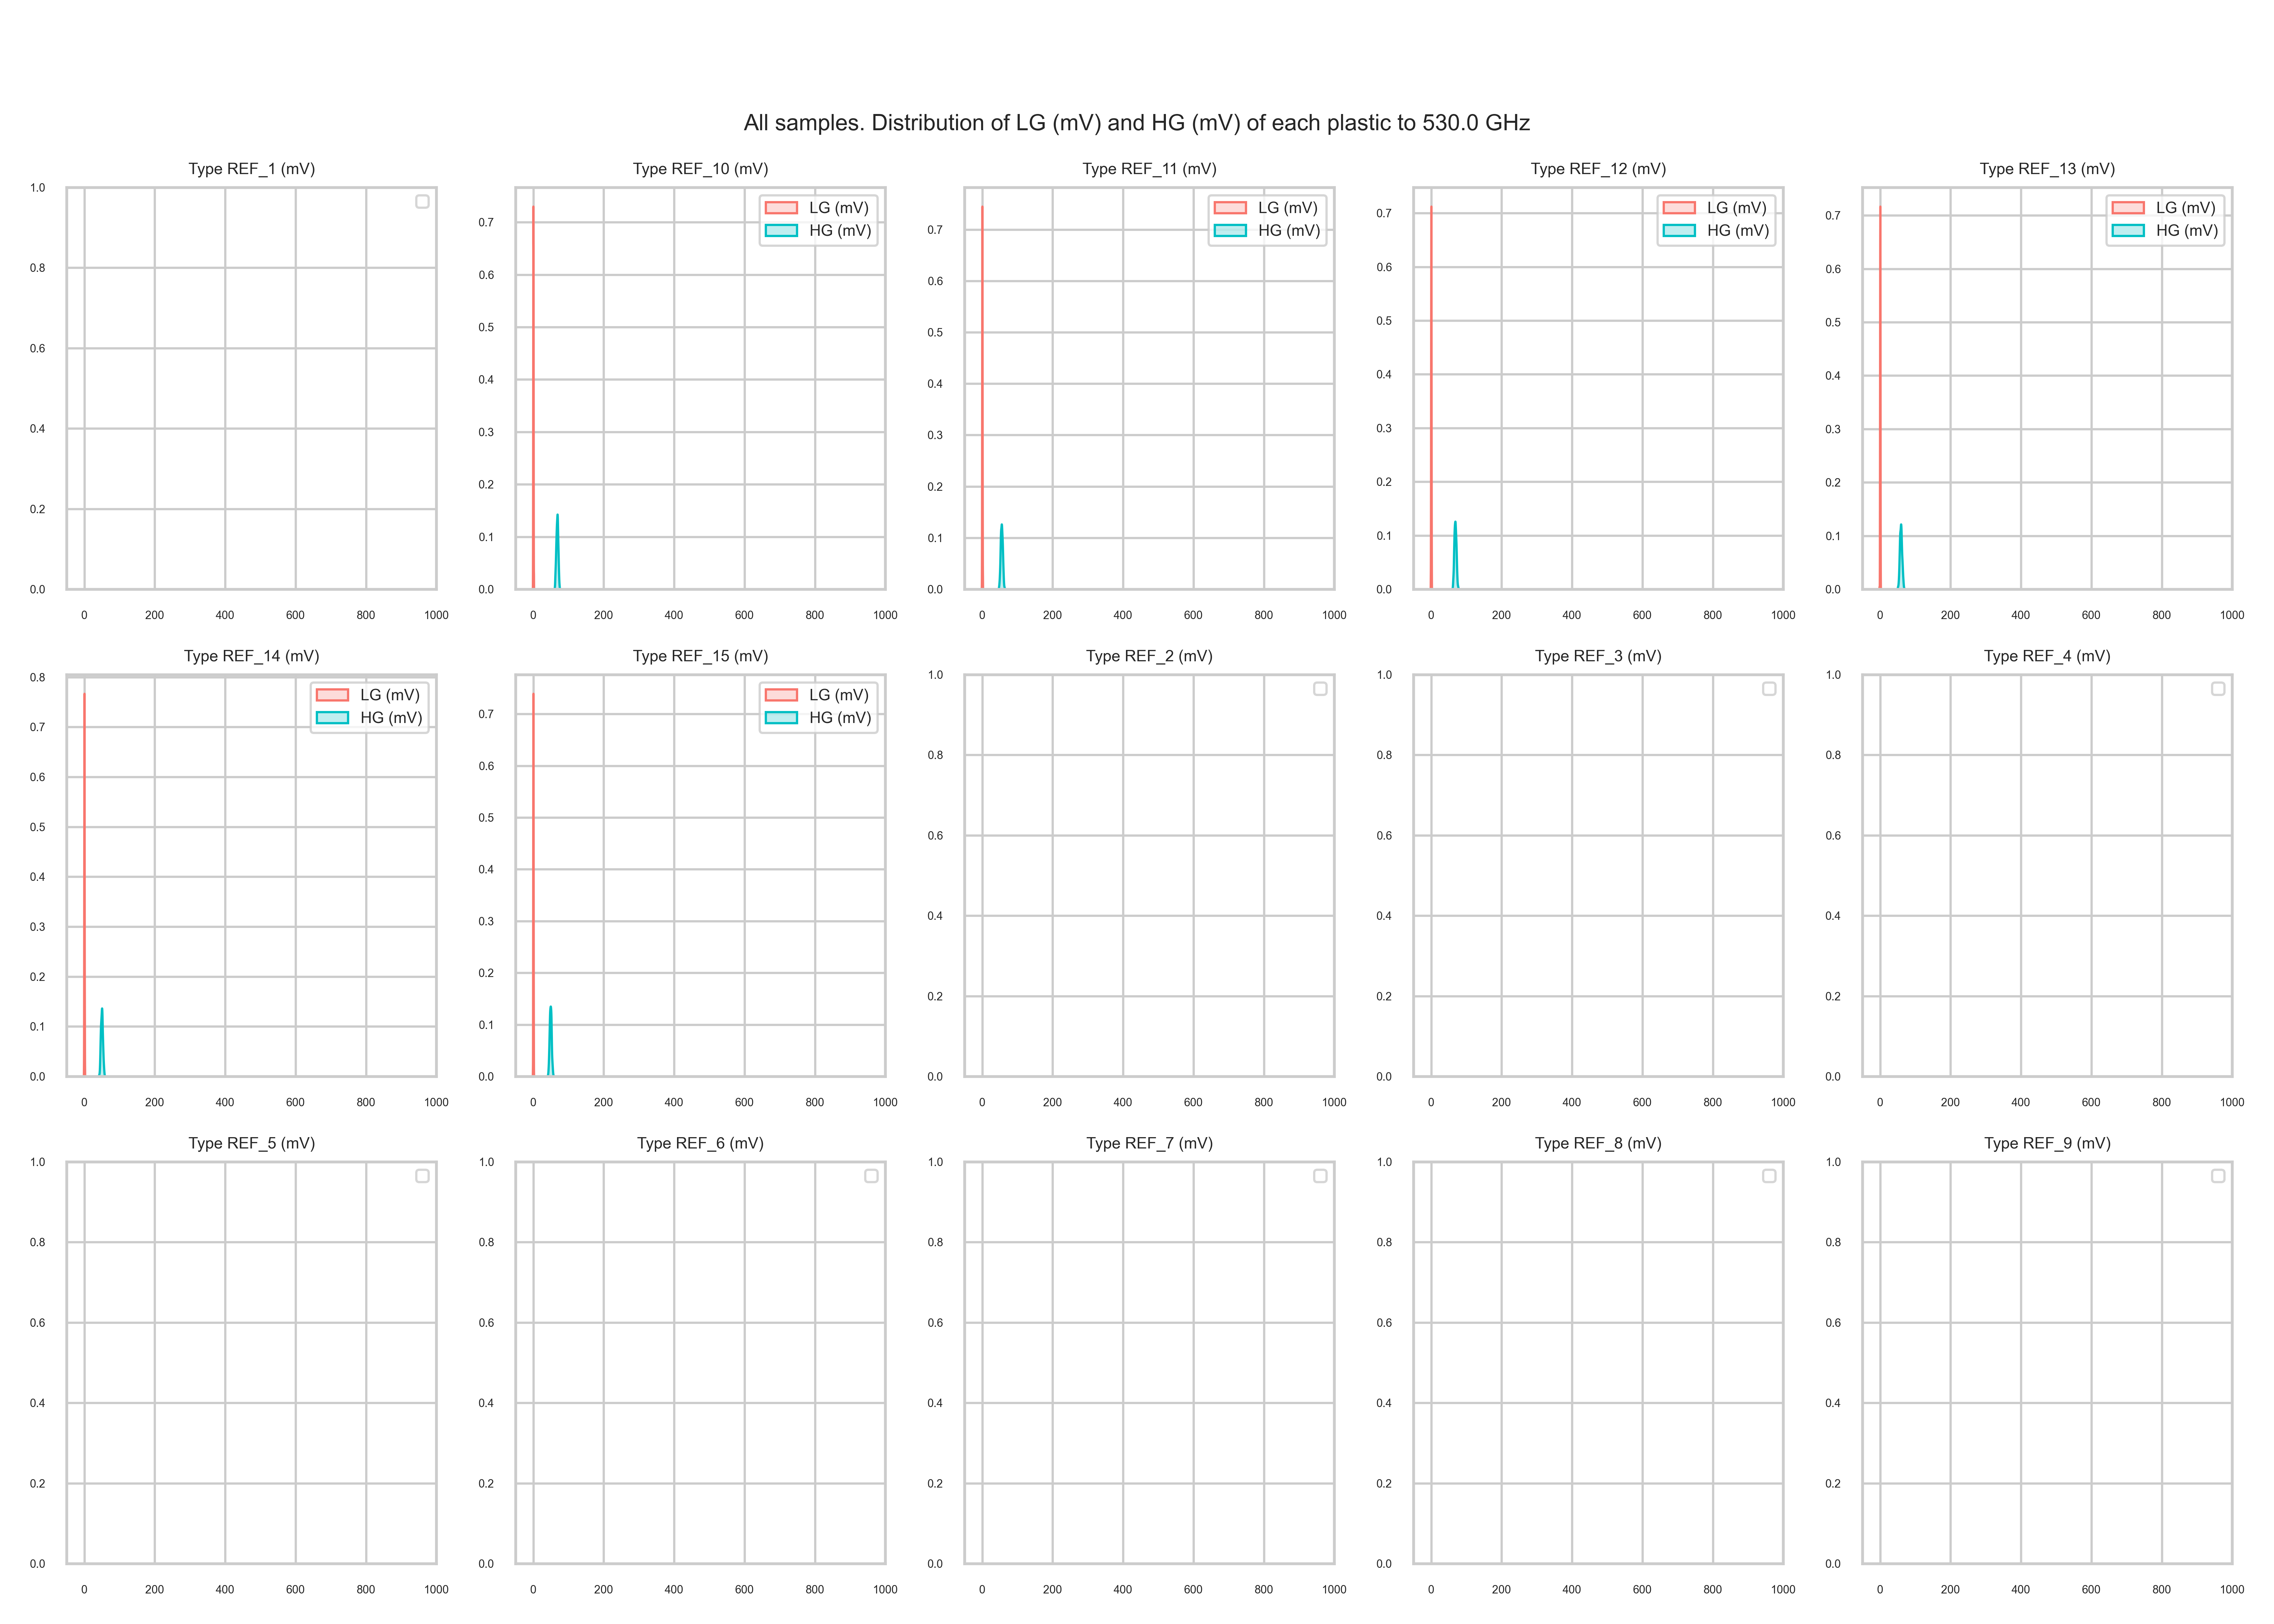 All samples. Distribution of LG (mV) and HG (mV) of each plastic to 530.0 GHz
Type REF_1 (mV)
1.0
0.8
0.6
0.4
0.2
0.0
0 200 400 600 800 1000
Type REF_10 (mV)
LG (mV)
HG (mV)
0.7
0.6
0.5
0.4
0.3
0.2
0.1
0.0
0 200 400 600 800 1000
Type REF_11 (mV)
LG (mV)
HG (mV)
0.7
0.6
0.5
0.4
0.3
0.2
0.1
0.0
0 200 400 600 800 1000
Type REF_12 (mV)
LG (mV)
HG (mV)
0.7
0.6
0.5
0.4
0.3
0.2
0.1
0.0
0 200 400 600 800 1000
Type REF_13 (mV)
LG (mV)
HG (mV)
0.7
0.6
0.5
0.4
0.3
0.2
0.1
0.0
0 200 400 600 800 1000
Type REF_14 (mV)
LG (mV)
HG (mV)
0.8
0.7
0.6
0.5
0.4
0.3
0.2
0.1
0.0
0 200 400 600 800 1000
Type REF_15 (mV)
LG (mV)
HG (mV)
0.7
0.6
0.5
0.4
0.3
0.2
0.1
0.0
0 200 400 600 800 1000
Type REF_2 (mV)
1.0
0.8
0.6
0.4
0.2
0.0
0 200 400 600 800 1000
Type REF_3 (mV)
1.0
0.8
0.6
0.4
0.2
0.0
0 200 400 600 800 1000
Type REF_4 (mV)
1.0
0.8
0.6
0.4
0.2
0.0
0 200 400 600 800 1000
Type REF_5 (mV)
1.0
0.8
0.6
0.4
0.2
0.0
0 200 400 600 800 1000
Type REF_6 (mV)
1.0
0.8
0.6
0.4
0.2
0.0
0 200 400 600 800 1000
Type REF_7 (mV)
1.0
0.8
0.6
0.4
0.2
0.0
0 200 400 600 800 1000
Type REF_8 (mV)
1.0
0.8
0.6
0.4
0.2
0.0
0 200 400 600 800 1000
Type REF_9 (mV)
1.0
0.8
0.6
0.4
0.2
0.0
0 200 400 600 800 1000